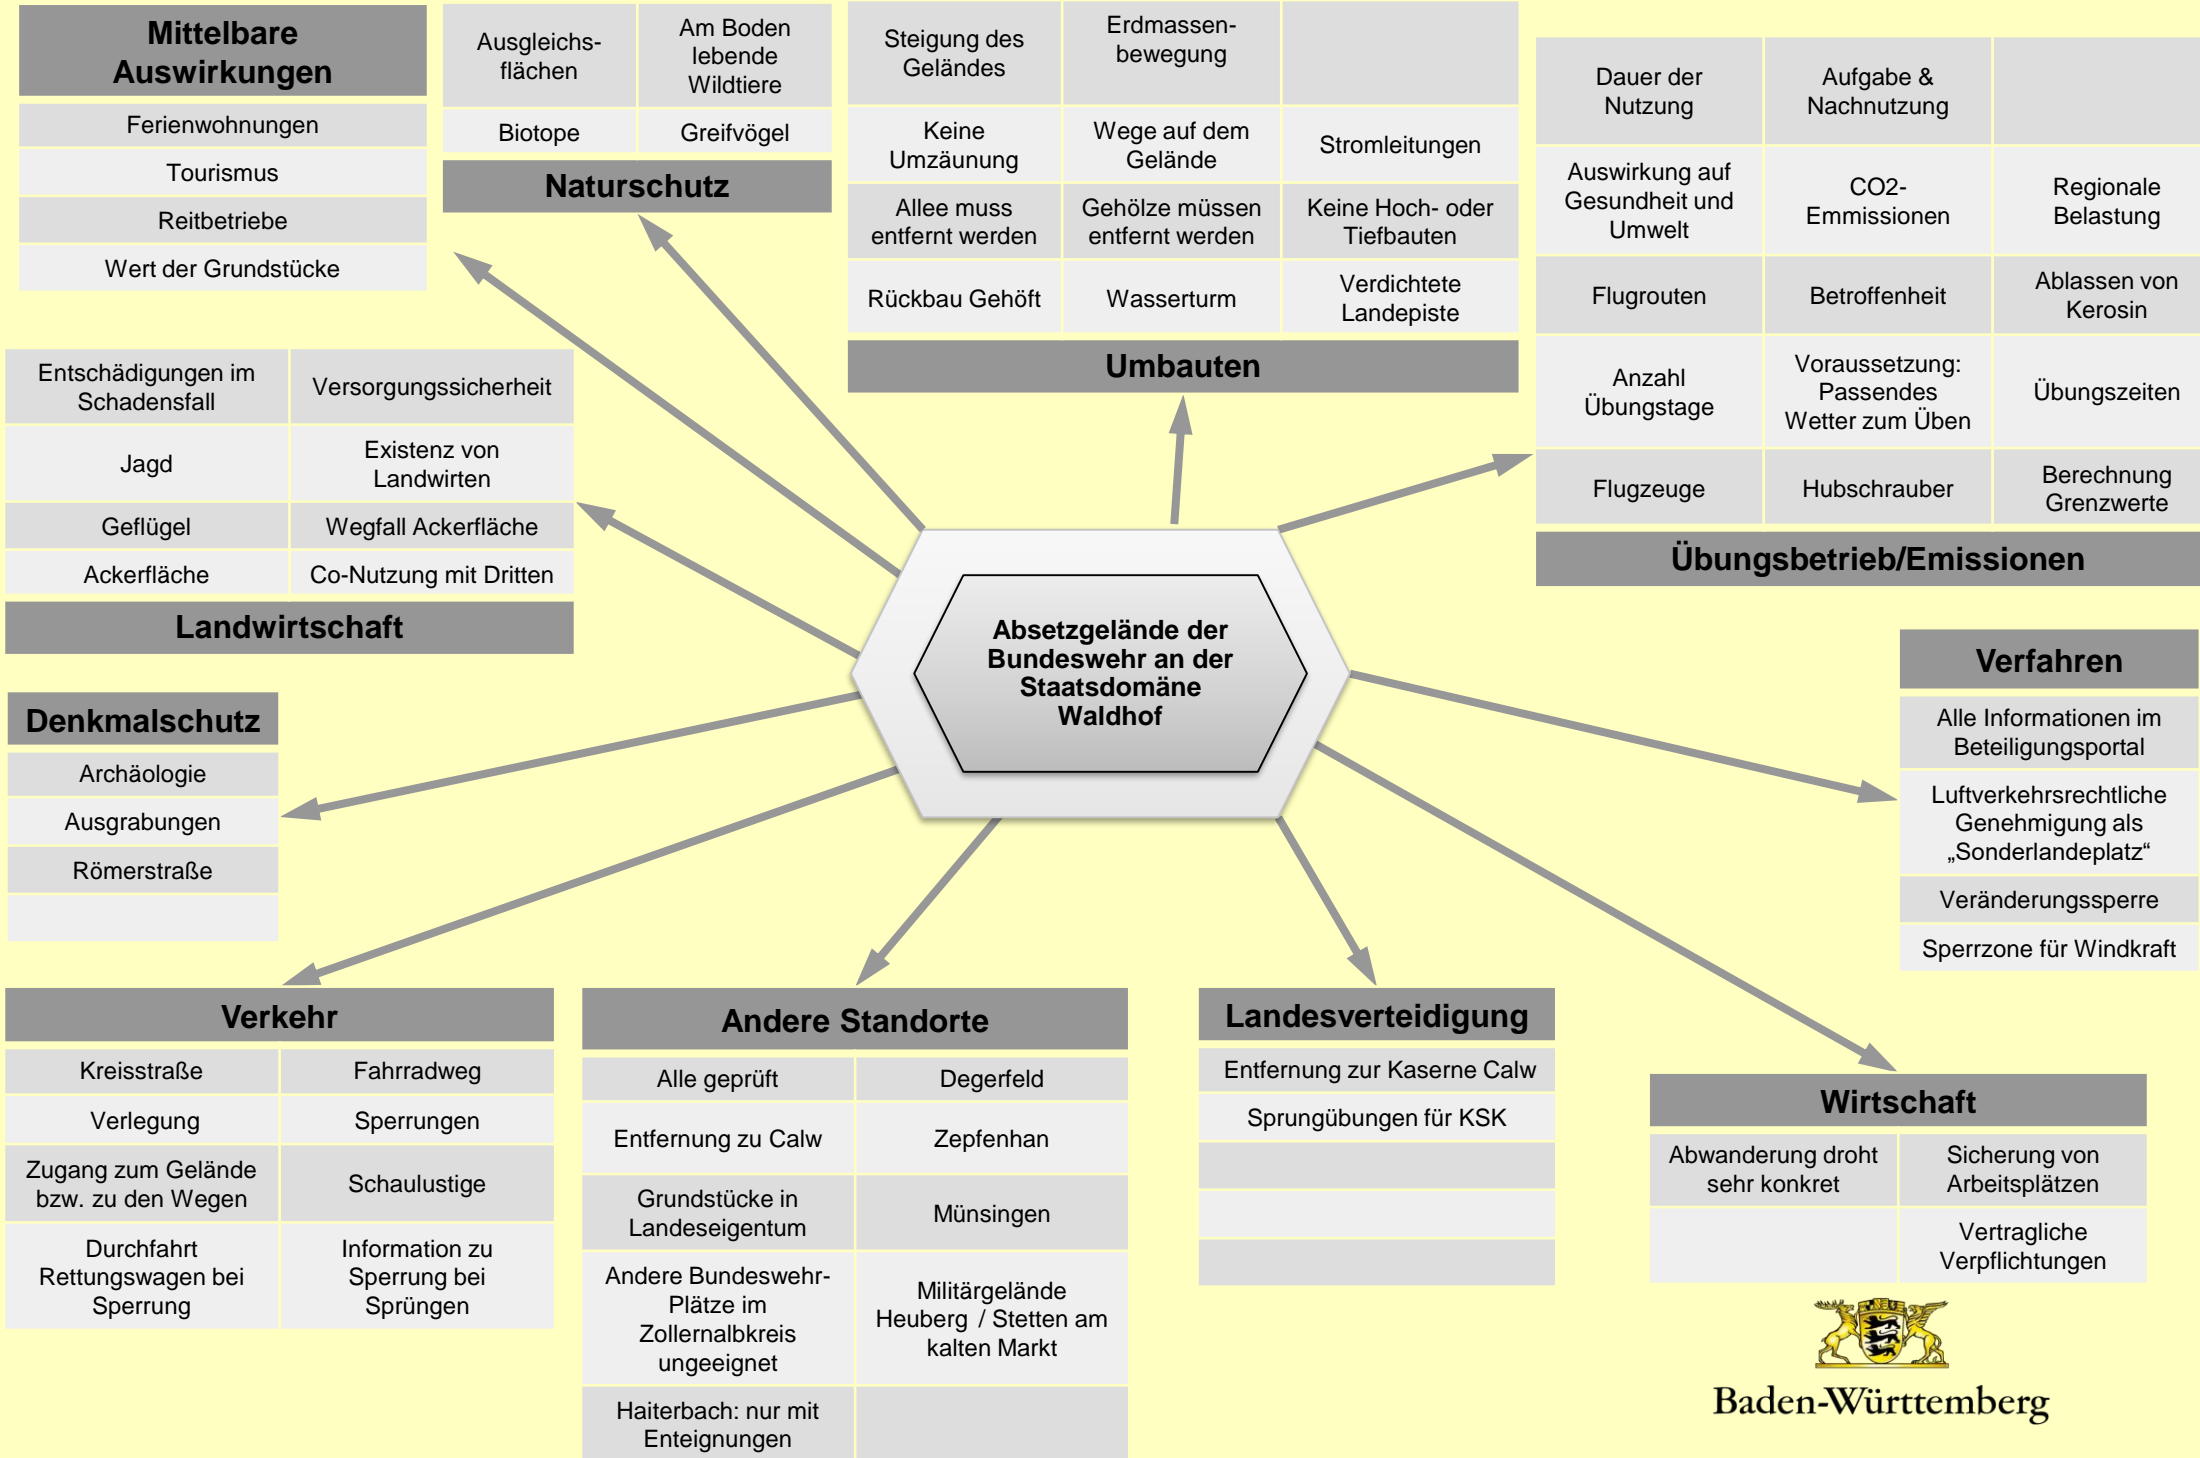 Mittelbare
Auswirkungen
Ferienwohnungen
Tourismus
Reitbetriebe
Wert der Grundstücke
Ausgleichs-
flächen
Am Boden
lebende
Wildtiere
Biotope
Greifvögel
Naturschutz
Steigung des
Geländes
Erdmassen-
bewegung
Keine
Umzäunung
Wege auf dem
Gelände
Stromleitungen
Allee muss
entfernt werden
Gehölze müssen
entfernt werden
Keine Hoch- oder
Tiefbauten
Rückbau Gehöft
Wasserturm
Verdichtete
Landepiste
Umbauten
Dauer der
Nutzung
Aufgabe &
Nachnutzung
Auswirkung auf
Gesundheit und
Umwelt
CO2-
Emmissionen
Regionale
Belastung
Flugrouten
Betroffenheit
Ablassen von
Kerosin
Anzahl
Übungstage
Voraussetzung:
Passendes
Wetter zum Üben
Übungszeiten
Flugzeuge
Hubschrauber
Berechnung
Grenzwerte
Übungsbetrieb/Emissionen
Entschädigungen im
Schadensfall
Versorgungssicherheit
Jagd
Existenz von
Landwirten
Geflügel
Wegfall Ackerfläche
Ackerfläche
Co-Nutzung mit Dritten
Landwirtschaft
Absetzgelände der
Bundeswehr an der
Staatsdomäne
Waldhof
Verfahren
Alle Informationen im
Beteiligungsportal
Luftverkehrsrechtliche
Genehmigung als
„Sonderlandeplatz“
Veränderungssperre
Sperrzone für Windkraft
Denkmalschutz
Archäologie
Ausgrabungen
Römerstraße
Verkehr
Kreisstraße
Fahrradweg
Verlegung
Sperrungen
Zugang zum Gelände
bzw. zu den Wegen
Schaulustige
Durchfahrt
Rettungswagen bei
Sperrung
Information zu
Sperrung bei
Sprüngen
Andere Standorte
Alle geprüft
Degerfeld
Entfernung zu Calw
Zepfenhan
Grundstücke in
Landeseigentum
Münsingen
Andere Bundeswehr-
Plätze im
Zollernalbkreis
ungeeignet
Militärgelände
Heuberg / Stetten am
kalten Markt
Haiterbach: nur mit
Enteignungen
Landesverteidigung
Entfernung zur Kaserne Calw
Sprungübungen für KSK
Wirtschaft
Abwanderung droht
sehr konkret
Sicherung von
Arbeitsplätzen
Vertragliche
Verpflichtungen
Baden-Württemberg